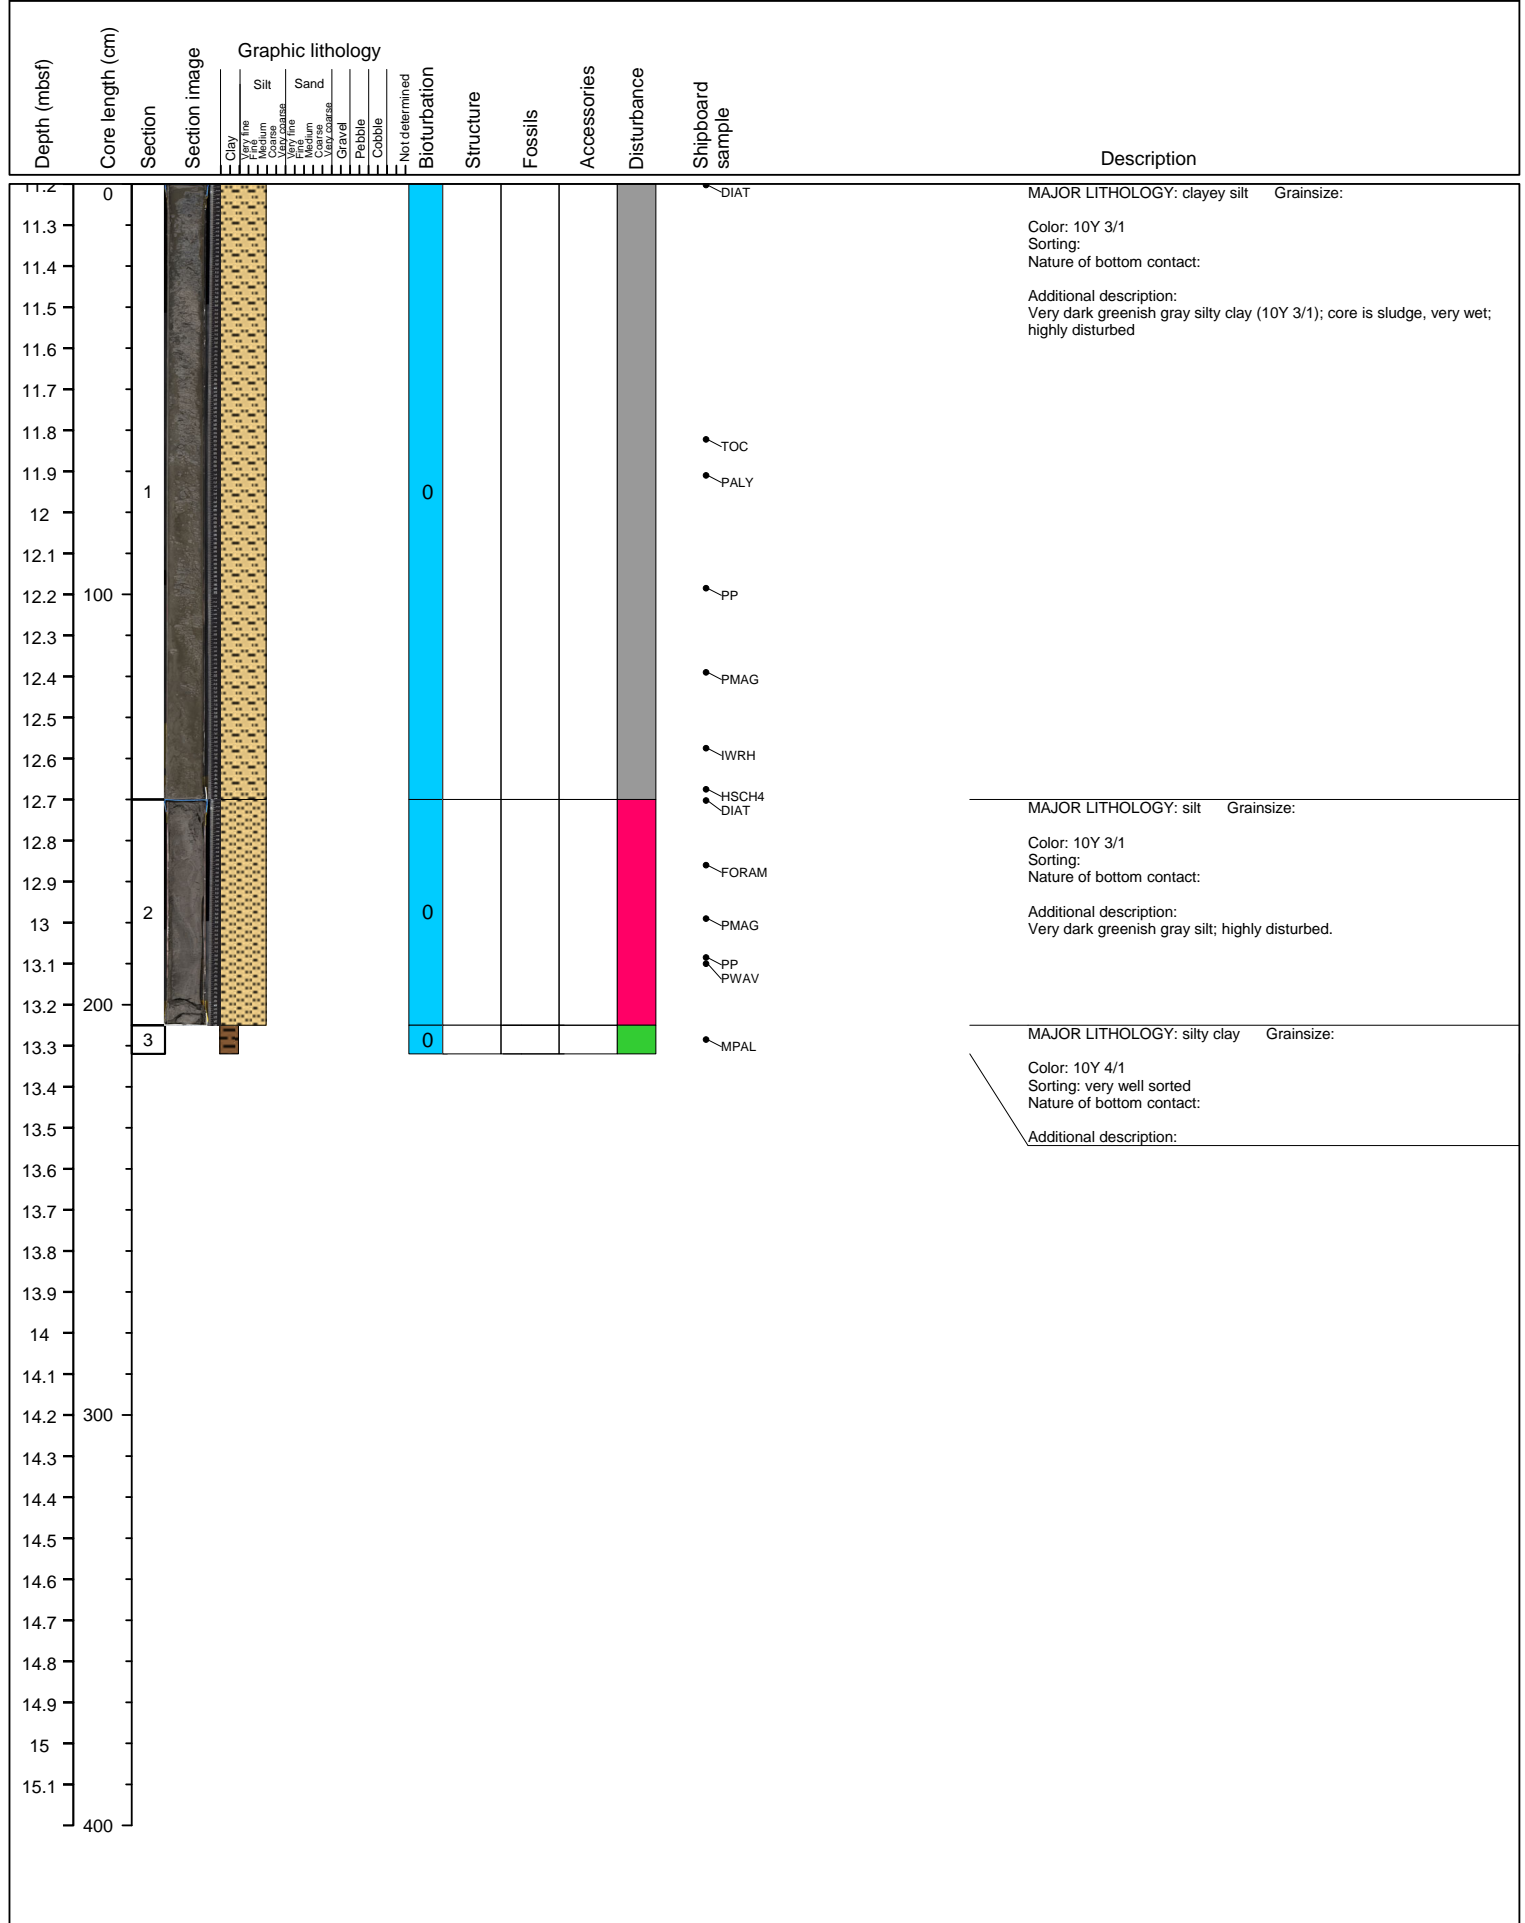 Depth (mbsf)
Core length (cm)
Section
Section image
Graphic lithology
Clay
Silt
Very fine
Fine
Medium
Coarse
Very coarse
Sand
Very fine
Fine
Medium
Coarse
Very coarse
Gravel
Pebble
Cobble
Not determined
Bioturbation
Structure
Fossils
Accessories
Disturbance
Shipboard
sample
Description
11.2
11.3
11.4
11.5
11.6
11.7
11.8
11.9
12
12.1
12.2
12.3
12.4
12.5
12.6
12.7
12.8
12.9
13
13.1
13.2
13.3
13.4
13.5
13.6
13.7
13.8
13.9
14
14.1
14.2
14.3
14.4
14.5
14.6
14.7
14.8
14.9
15
15.1
0
100
200
300
400
1
2
3
0
0
0
DIAT
TOC
PALY
PP
PMAG
IWRH
HSCH4
DIAT
FORAM
PMAG
PP
PWAV
MPAL
MAJOR LITHOLOGY: clayey silt Grainsize:
Color: 10Y 3/1
Sorting:
Nature of bottom contact:
Additional description:
Very dark greenish gray silty clay (10Y 3/1); core is sludge, very wet;
highly disturbed
MAJOR LITHOLOGY: silt Grainsize:
Color: 10Y 3/1
Sorting:
Nature of bottom contact:
Additional description:
Very dark greenish gray silt; highly disturbed.
MAJOR LITHOLOGY: silty clay Grainsize:
Color: 10Y 4/1
Sorting: very well sorted
Nature of bottom contact:
Additional description: